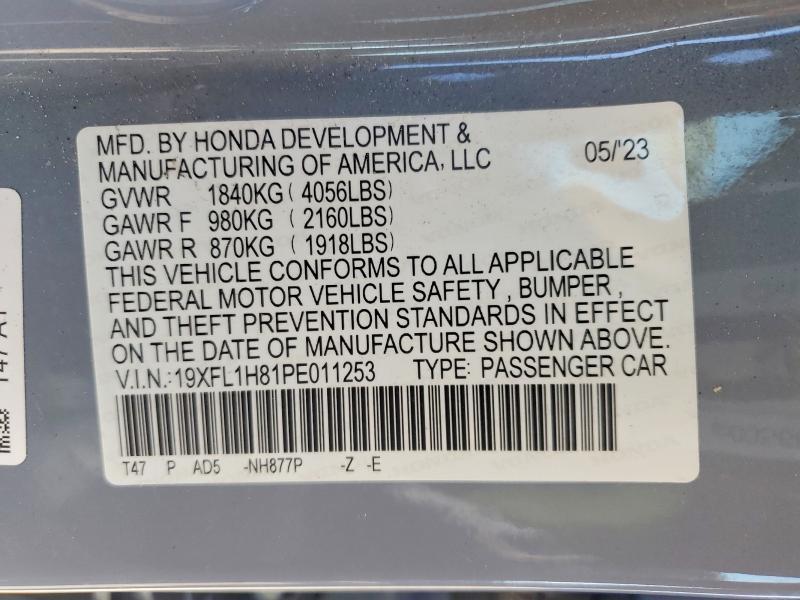 MFD. BY HONDA DEVELOPMENT &
MANUFACTURING OF AMERICA, LLC 05/'23
GVWR 1840KG ( 4056LBS)
GAWR F 980KG ( 2160LBS)
GAWR R 870KG ( 1918LBS)
THIS VEHICLE CONFORMS TO ALL APPLICABLE
FEDERAL MOTOR VEHICLE SAFETY , BUMPER ,
AND THEFT PREVENTION STANDARDS IN EFFECT
ON THE DATE OF MANUFACTURE SHOWN ABOVE.
V.I.N.:19XFL1H81PE011253 TYPE: PASSENGER CAR
T47 P AD5 -NH877P -Z -E